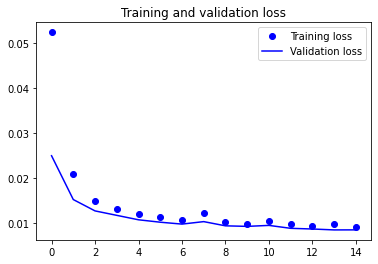 Training and validation loss
Training loss
Validation loss
0.05
0.04
0.03
0.02
0.01
0 2 4 6 8 10 12 14